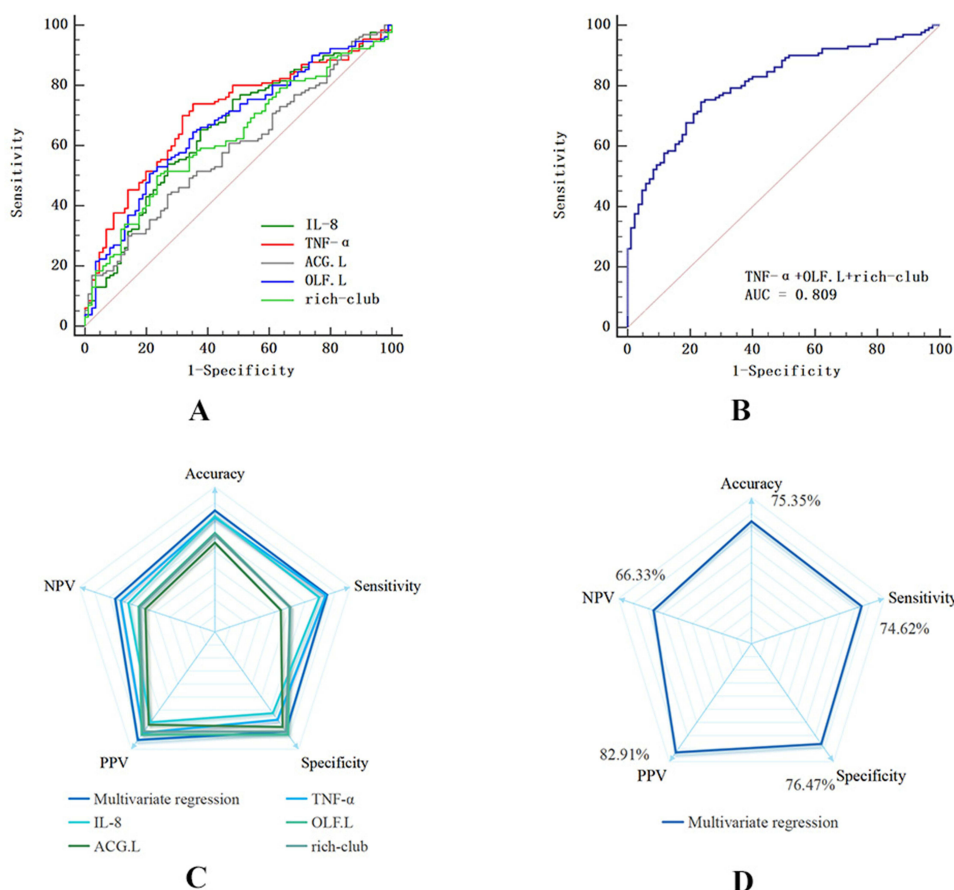 100
80
60
40
20
0
Sensitivity
0 20 40 60 80 100
1-Specificity
IL-8
TNF-α
ACG.L
OLF.L
rich-club
A
100
80
60
40
20
0
Sensitivity
0 20 40 60 80 100
1-Specificity
TNF-α+OLF.L+rich-club
AUC = 0.809
B
Accuracy
NPV
Sensitivity
PPV
Specificity
Multivariate regression
TNF-α
IL-8
OLF.L
ACG.L
rich-club
C
Accuracy
75.35%
66.33%
NPV
Sensitivity
74.62%
82.91%
PPV
Specificity
76.47%
Multivariate regression
D